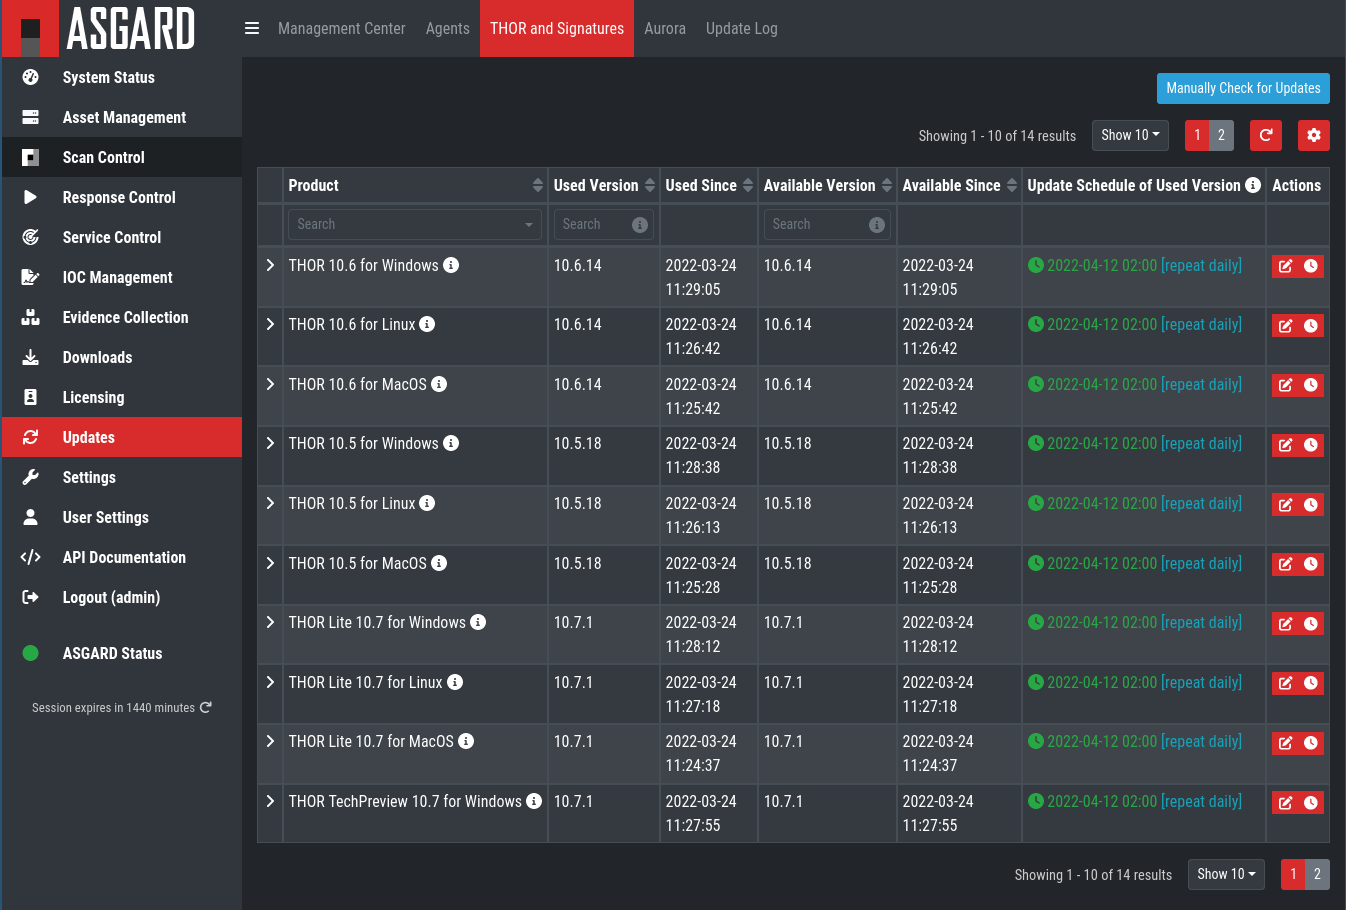 ASGARD
Management Center Agents THOR and Signatures Aurora Update Log
System Status
Asset Management
Scan Control
Response Control
Service Control
IOC Management
Evidence Collection
Downloads
Licensing
Updates
Settings
User Settings
API Documentation
Logout (admin)
ASGARD Status
Session expires in 1440 minutes
Manually Check for Updates
Showing 1 - 10 of 14 results Show 10 1 2
Product Used Version Used Since Available Version Available Since Update Schedule of Used Version Actions
Search Search Search
THOR 10.6 for Windows 10.6.14 2022-03-24 10.6.14 2022-03-24 2022-04-12 02:00 [repeat daily]
11:29:05 11:29:05
THOR 10.6 for Linux 10.6.14 2022-03-24 10.6.14 2022-03-24 2022-04-12 02:00 [repeat daily]
11:26:42 11:26:42
THOR 10.6 for MacOS 10.6.14 2022-03-24 10.6.14 2022-03-24 2022-04-12 02:00 [repeat daily]
11:25:42 11:25:42
THOR 10.5 for Windows 10.5.18 2022-03-24 10.5.18 2022-03-24 2022-04-12 02:00 [repeat daily]
11:28:38 11:28:38
THOR 10.5 for Linux 10.5.18 2022-03-24 10.5.18 2022-03-24 2022-04-12 02:00 [repeat daily]
11:26:13 11:26:13
THOR 10.5 for MacOS 10.5.18 2022-03-24 10.5.18 2022-03-24 2022-04-12 02:00 [repeat daily]
11:25:28 11:25:28
THOR Lite 10.7 for Windows 10.7.1 2022-03-24 10.7.1 2022-03-24 2022-04-12 02:00 [repeat daily]
11:28:12 11:28:12
THOR Lite 10.7 for Linux 10.7.1 2022-03-24 10.7.1 2022-03-24 2022-04-12 02:00 [repeat daily]
11:27:18 11:27:18
THOR Lite 10.7 for MacOS 10.7.1 2022-03-24 10.7.1 2022-03-24 2022-04-12 02:00 [repeat daily]
11:24:37 11:24:37
THOR TechPreview 10.7 for Windows 10.7.1 2022-03-24 10.7.1 2022-03-24 2022-04-12 02:00 [repeat daily]
11:27:55 11:27:55
Showing 1 - 10 of 14 results Show 10 1 2